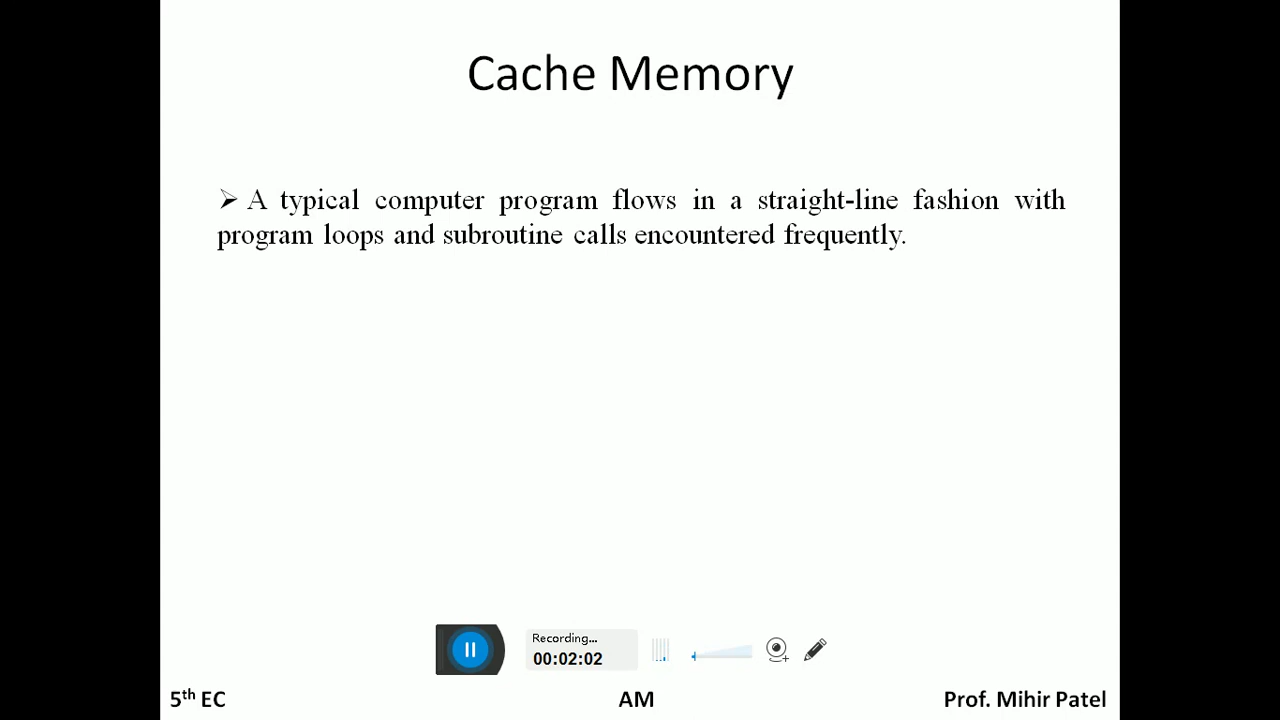 Cache Memory
➢ A typical computer program flows in a straight-line fashion with
program loops and subroutine calls encountered frequently.
Recording...
00:02:02
5th EC
AM
Prof. Mihir Patel